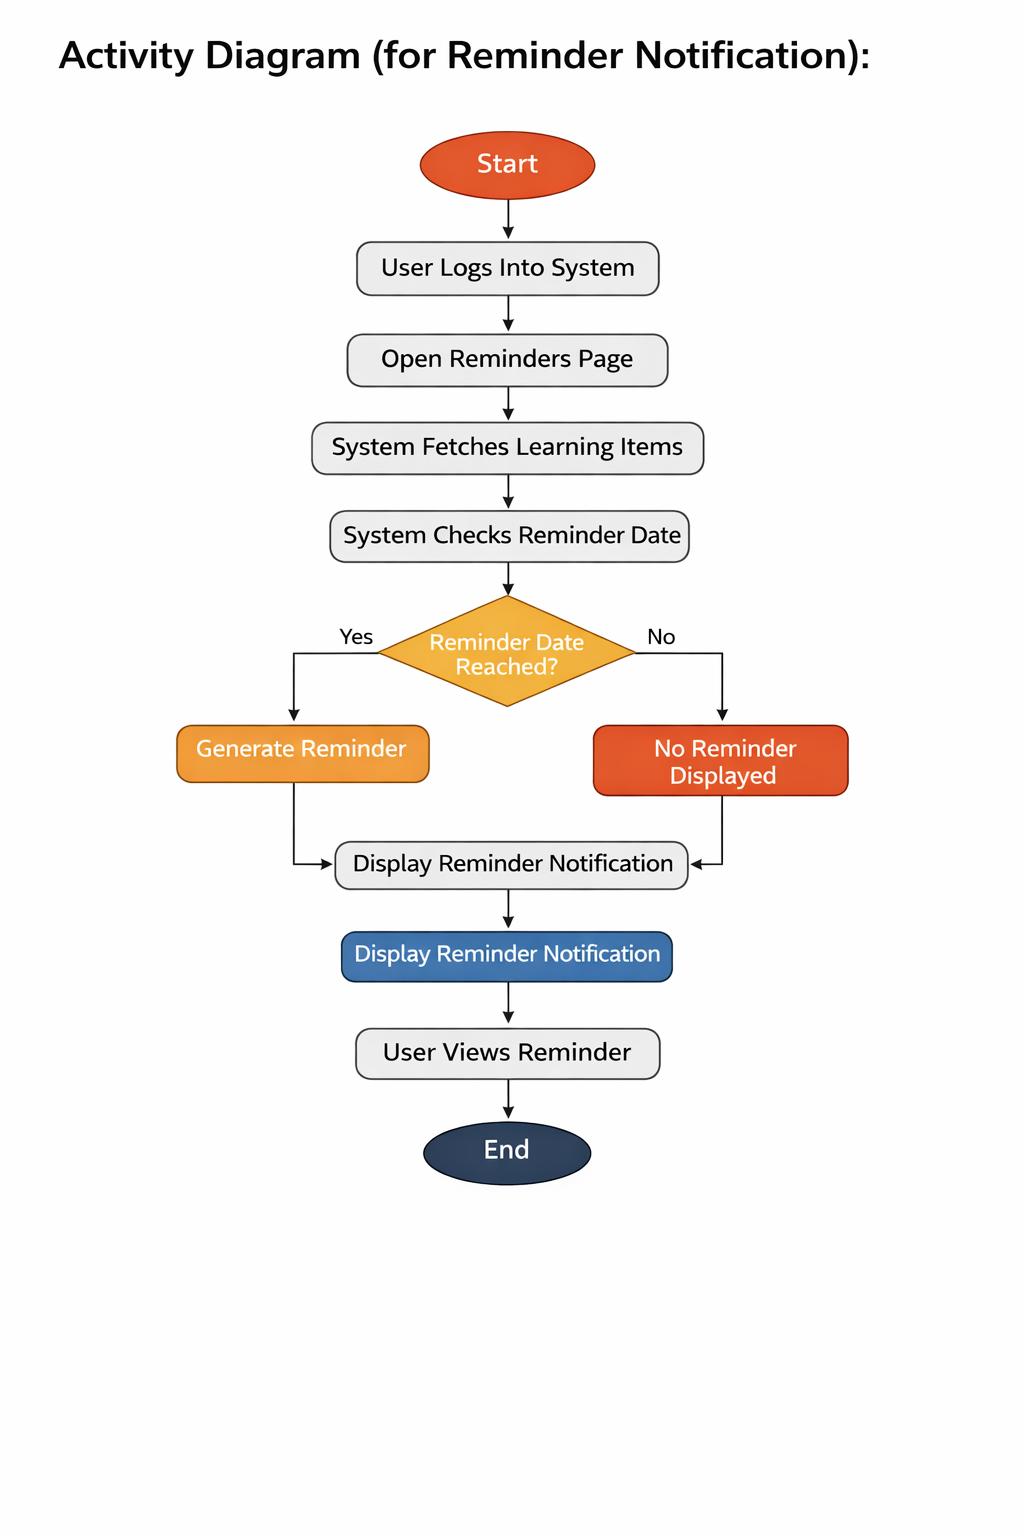 Activity Diagram (for Reminder Notification):
Start
User Logs Into System
Open Reminders Page
System Fetches Learning Items
System Checks Reminder Date
Yes
Reminder Date
Reached?
No
Generate Reminder
No Reminder
Displayed
Display Reminder Notification
Display Reminder Notification
User Views Reminder
End